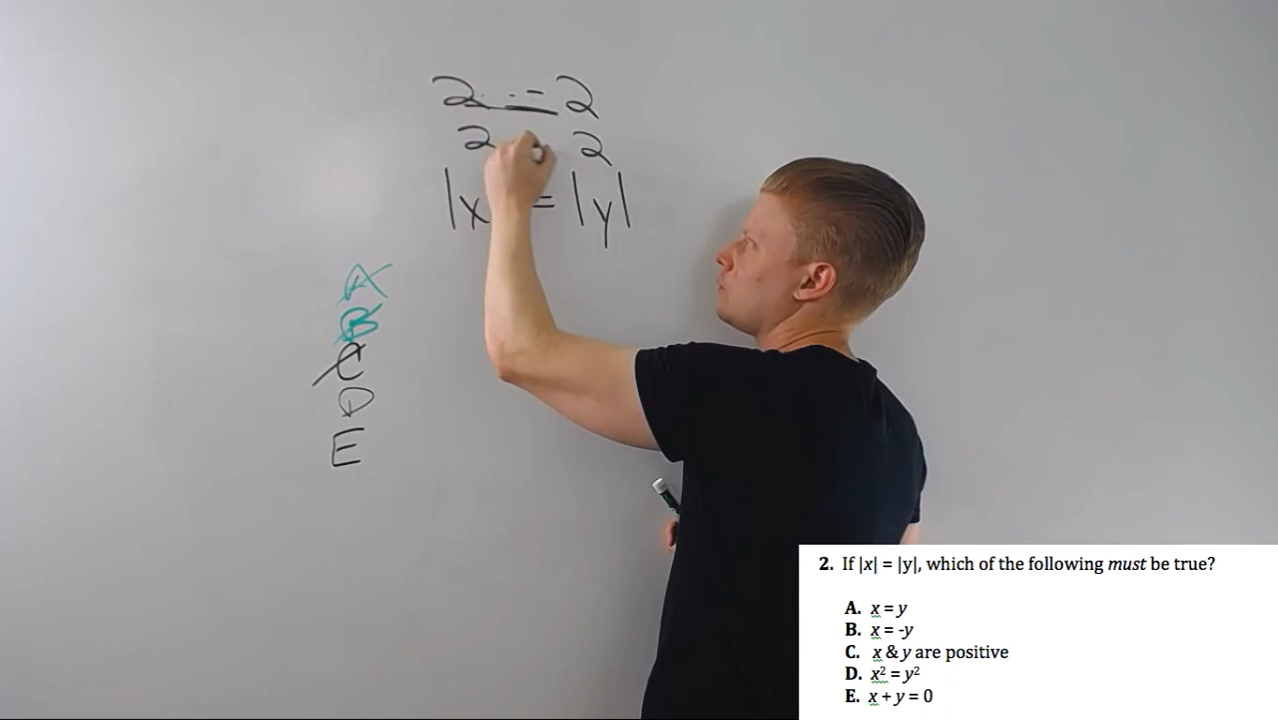 2 = 2
2 2
|x = |y|
A
B
C
D
E
2. If |x| = |y|, which of the following must be true?
A. x = y
B. x = -y
C. x & y are positive
D. x² = y²
E. x + y = 0